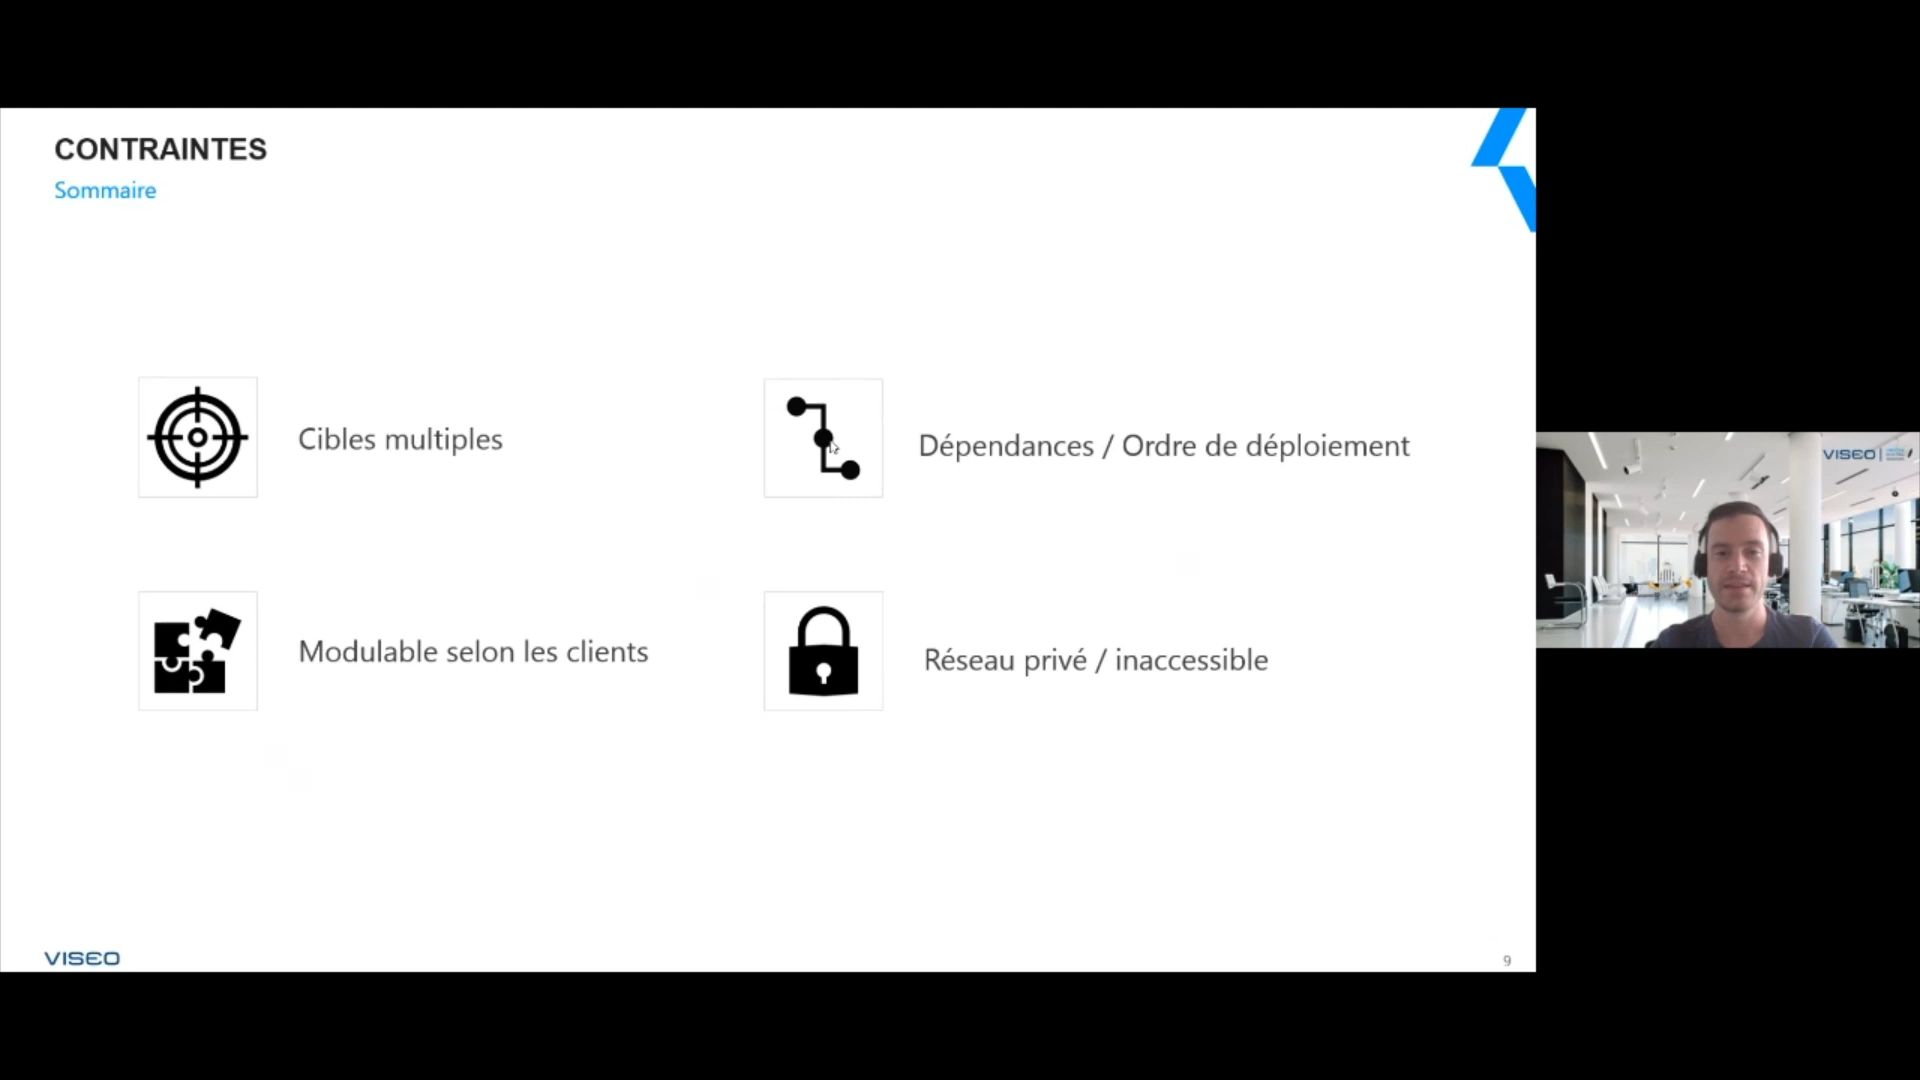 CONTRAINTES
Sommaire
Cibles multiples
Dépendances / Ordre de déploiement
Modulable selon les clients
Réseau privé / inaccessible
VISEO
9
VISEO